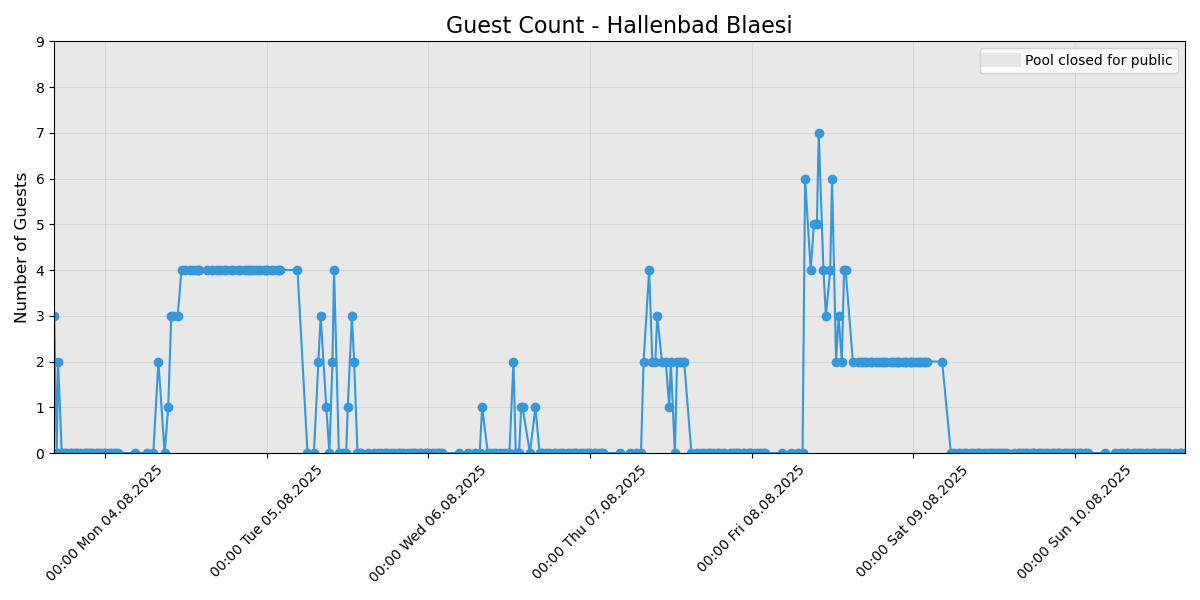 Guest Count - Hallenbad Blaesi
Pool closed for public
Number of Guests
9
8
7
6
5
4
3
2
1
0
00:00 Mon 04.08.2025
00:00 Tue 05.08.2025
00:00 Wed 06.08.2025
00:00 Thu 07.08.2025
00:00 Fri 08.08.2025
00:00 Sat 09.08.2025
00:00 Sun 10.08.2025